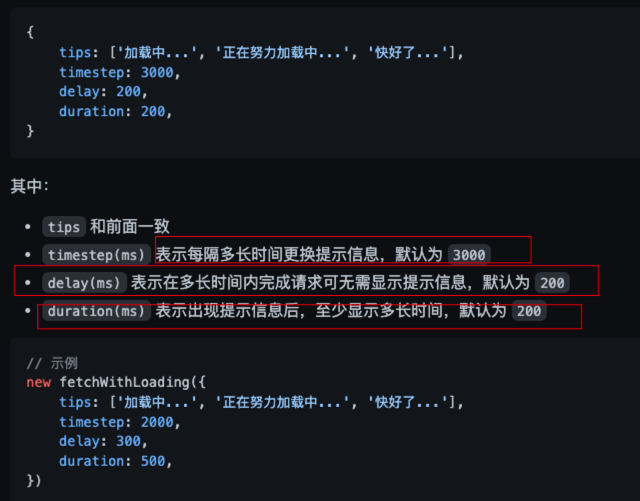 {
    tips: ['加载中...', '正在努力加载中...', '快好了...'],
    timestep: 3000,
    delay: 200,
    duration: 200,
}
其中：
• tips 和前面一致
• timestep(ms) 表示每隔多长时间更换提示信息，默认为 3000
• delay(ms) 表示在多长时间内完成请求可无需显示提示信息，默认为 200
• duration(ms) 表示出现提示信息后，至少显示多长时间，默认为 200
// 示例
new fetchWithLoading({
    tips: ['加载中...', '正在努力加载中...', '快好了...'],
    timestep: 2000,
    delay: 300,
    duration: 500,
})